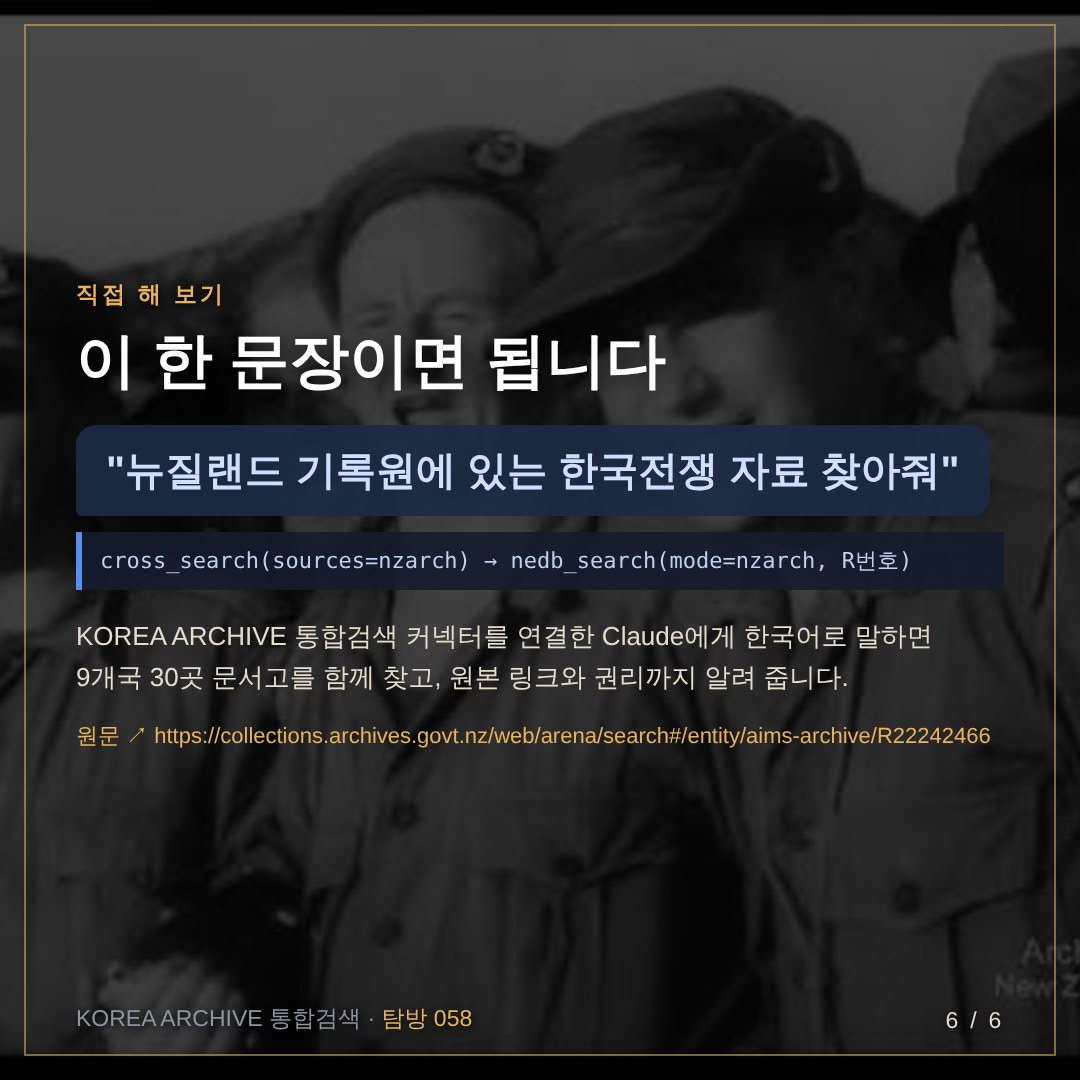 직접 해 보기
이 한 문장이면 됩니다
"뉴질랜드 기록원에 있는 한국전쟁 자료 찾아줘"
cross_search(sources=nzarch) → nedb_search(mode=nzarch, R번호)
KOREA ARCHIVE 통합검색 커넥터를 연결한 Claude에게 한국어로 말하면
9개국 30곳 문서고를 함께 찾고, 원본 링크와 권리까지 알려 줍니다.
원문 ↗ https://collections.archives.govt.nz/web/arena/search#/entity/aims-archive/R22242466
Arc
New Z
KOREA ARCHIVE 통합검색 · 탐방 058
6 / 6